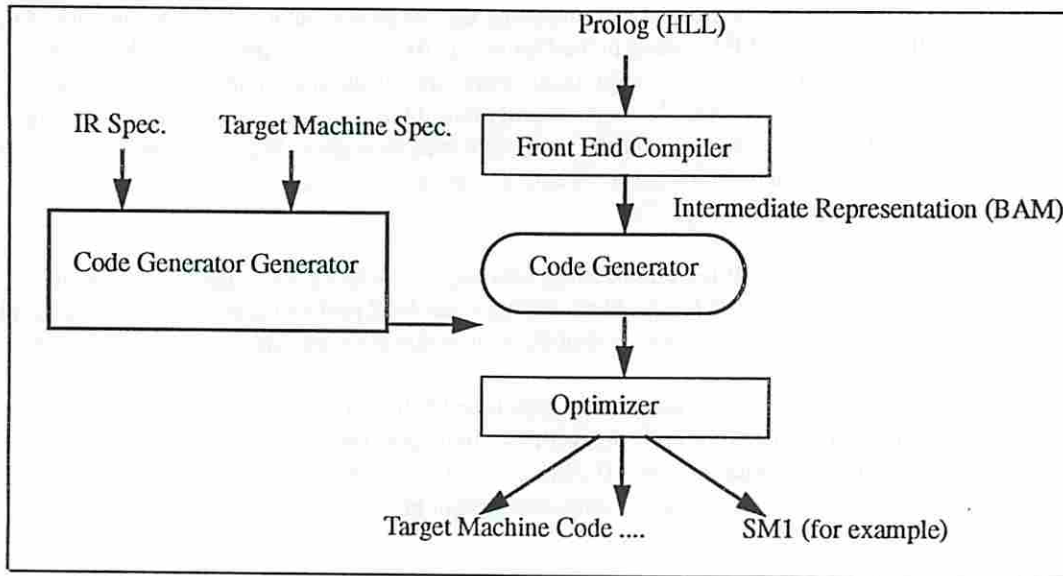 Prolog (HLL)
IR Spec.
Target Machine Spec.
Front End Compiler
Intermediate Representation (BAM)
Code Generator Generator
Code Generator
Optimizer
Target Machine Code ....
SM1 (for example)